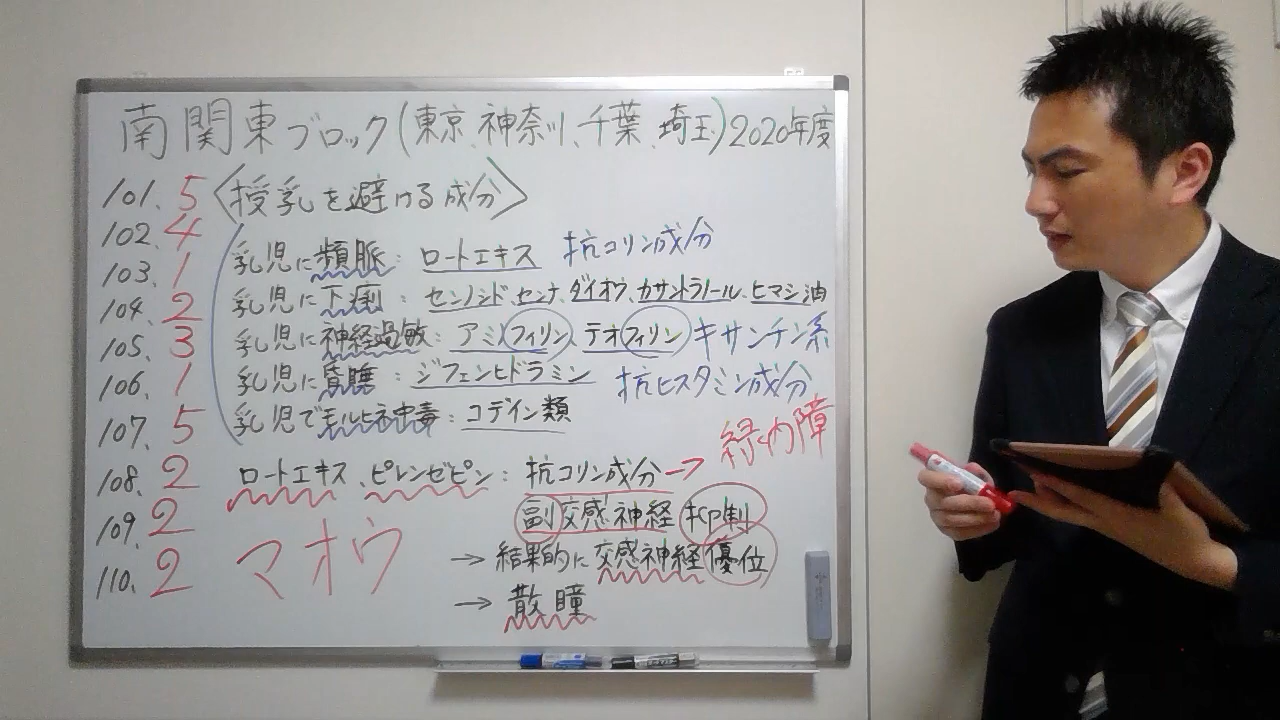 南関東ブロック(東京、神奈川、千葉、埼玉)2020年度
101. 5 〈授乳を避ける成分〉
102. 4
乳児に頻脈: ロートエキス 抗コリン成分
103. 1
乳児に下痢: センノシド、センナ、ダイオウ、カサントラノール、ヒマシ油
104. 2
乳児に神経過敏: アミノフィリン、テオフィリン キサンチン系
105. 3
乳児に昏睡: ジフェンヒドラミン 抗ヒスタミン成分
106. 1
乳児でモルヒネ中毒: コデイン類
107. 5
108. 2 ロートエキス、ピレンゼピン: 抗コリン成分→緑内障
109. 2 副交感神経抑制
110. 2 マオウ →結果的に交感神経優位
→散瞳